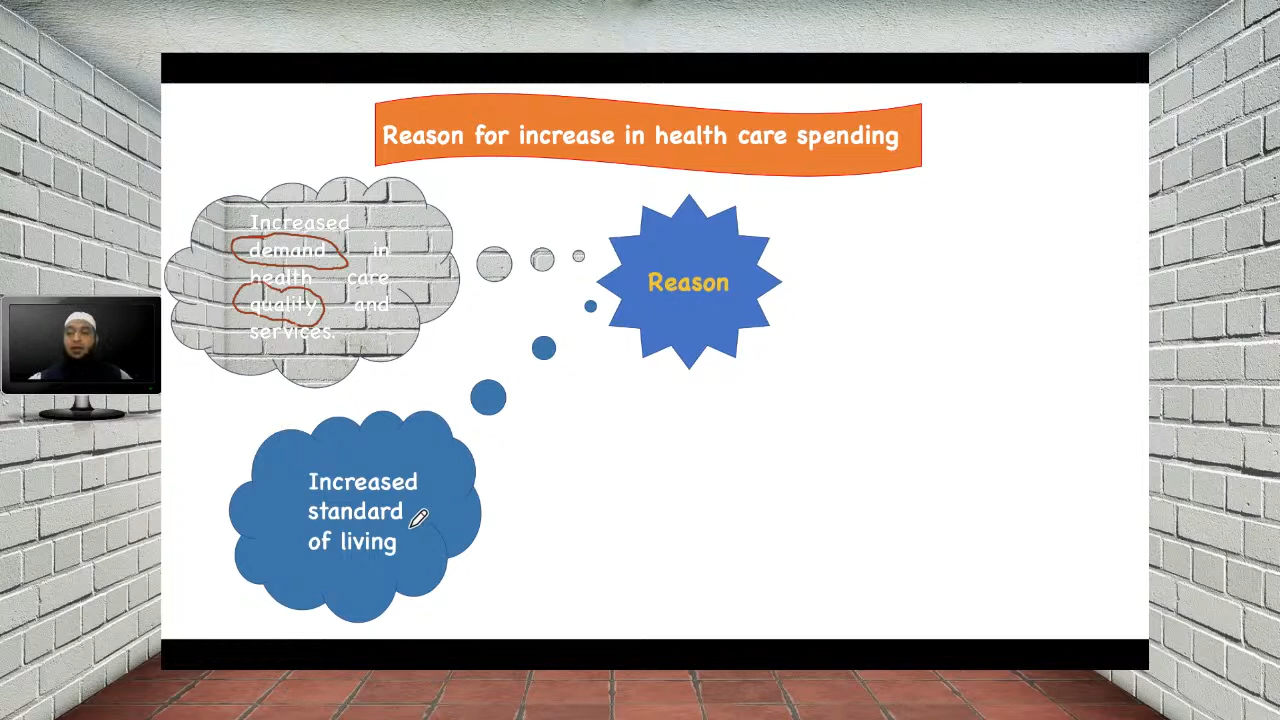 Reason for increase in health care spending
Increased
demand in
health care
quality and
services.
Reason
Increased
standard
of living